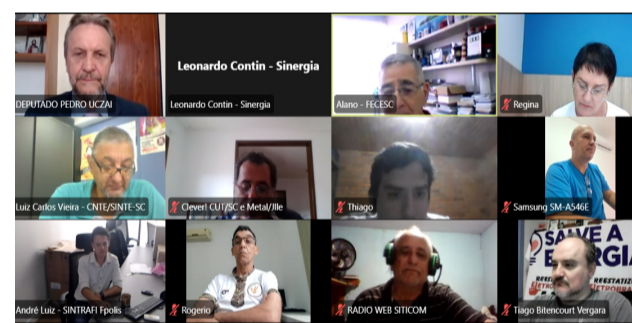 Leonardo Contin - Sinergia
DEPUTADO PEDRO UCZAI
Leonardo Contin - Sinergia
Alano - FECESC
Regina
Luiz Carlos Vieira - CNTE/SINTE-SC
Cleverl CUT/SC e Metal/Jlle
Thiago
Samsung SM-A546E
SALVE A
ENERGIA
André Luiz - SINTRAFI Fpolis
Rogerio
RADIO WEB SITICOM
Tiago Bitencourt Vergara